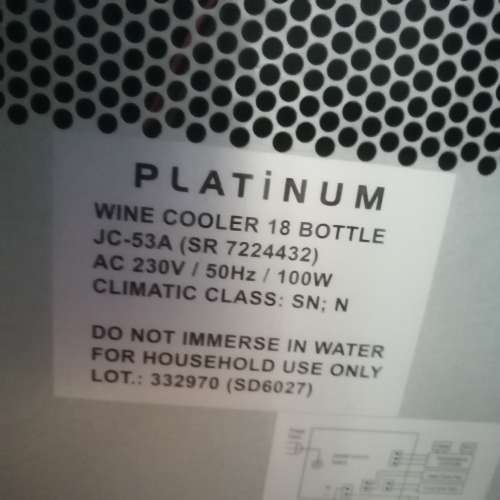 PLATiNUM
WINE COOLER 18 BOTTLE
JC-53A (SR 7224432)
AC 230V / 50Hz / 100W
CLIMATIC CLASS: SN; N
DO NOT IMMERSE IN WATER
FOR HOUSEHOLD USE ONLY
LOT.: 332970 (SD6027)